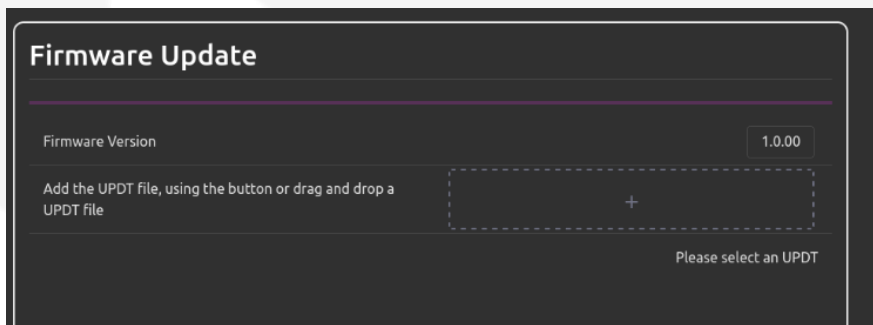 Firmware Update
Firmware Version
1.0.00
Add the UPDT file, using the button or drag and drop a
UPDT file
+
Please select an UPDT